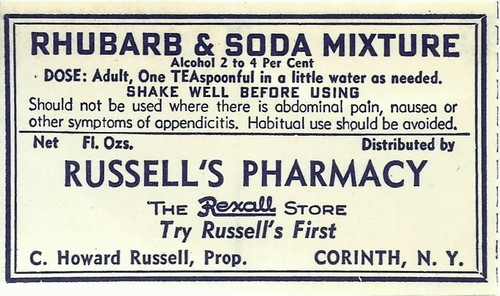 RHUBARB & SODA MIXTURE
Alcohol 2 to 4 Per Cent
DOSE: Adult, One TEAspoonful in a little water as needed.
SHAKE WELL BEFORE USING
Should not be used where there is abdominal pain, nausea or
other symptoms of appendicitis. Habitual use should be avoided.
Net Fl. Ozs. Distributed by
RUSSELL'S PHARMACY
THE Rexall STORE
Try Russell's First
C. Howard Russell, Prop. CORINTH, N. Y.